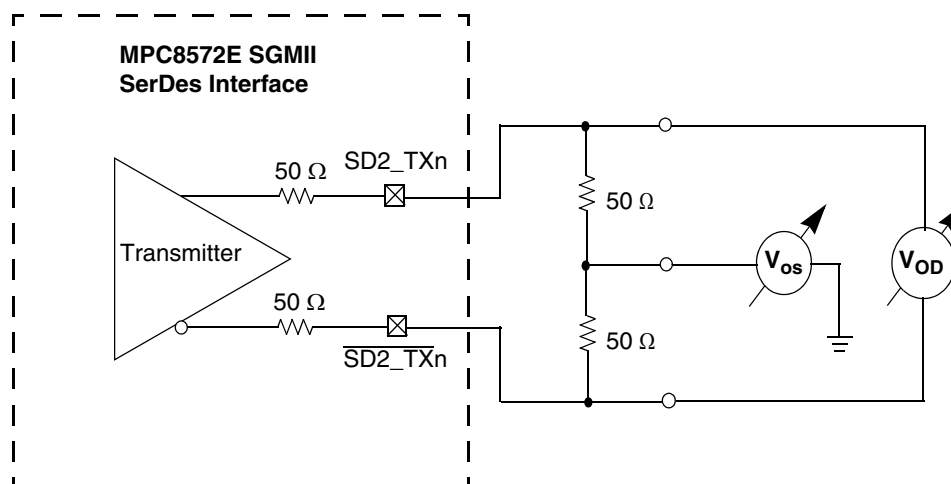 MPC8572E SGMII
SerDes Interface
50 Ω
SD2_TXn
50 Ω
Transmitter
Vos
VOD
50 Ω
50 Ω
SD2_TXn